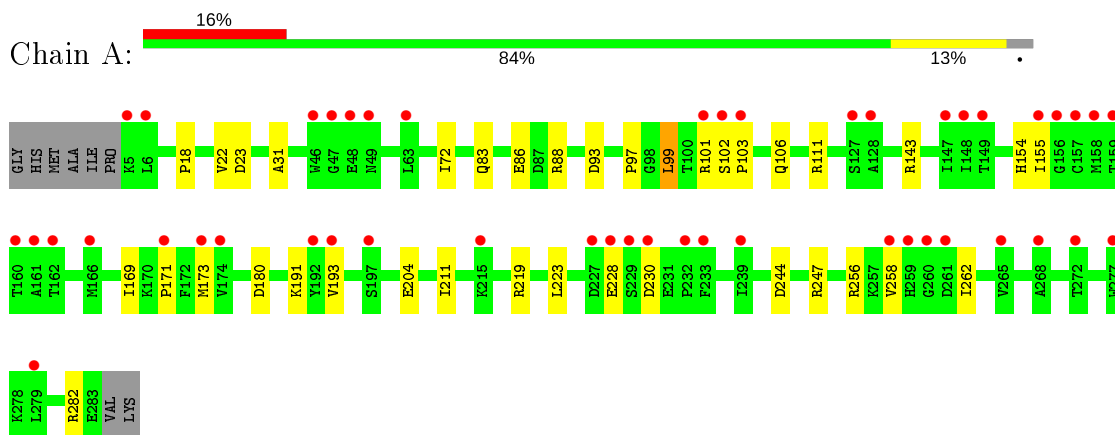 16%
Chain A:
84% 13% •
GLY HIS MET ALA ILE PRO K5 L6 P18 V22 D23 A31 W46 G47 E48 N49 L63 I72 Q83 E86 D87 R88 D93 P97 G98 L99 T100 R101 S102 P103 Q106 R111 S127 A128 R143 I147 I148 T149 H154 I155 G156 C157 M158 T159
T160 A161 T162 M166 I169 K170 P171 F172 M173 V174 D180 K191 Y192 V193 S197 E204 I211 K215 R219 L223 D227 E228 S229 D230 E231 P232 F233 I239 D244 R247 R256 K257 V258 H259 G260 D261 I262 V265 A268 T272 W277
K278 L279 R282 E283 VAL LYS